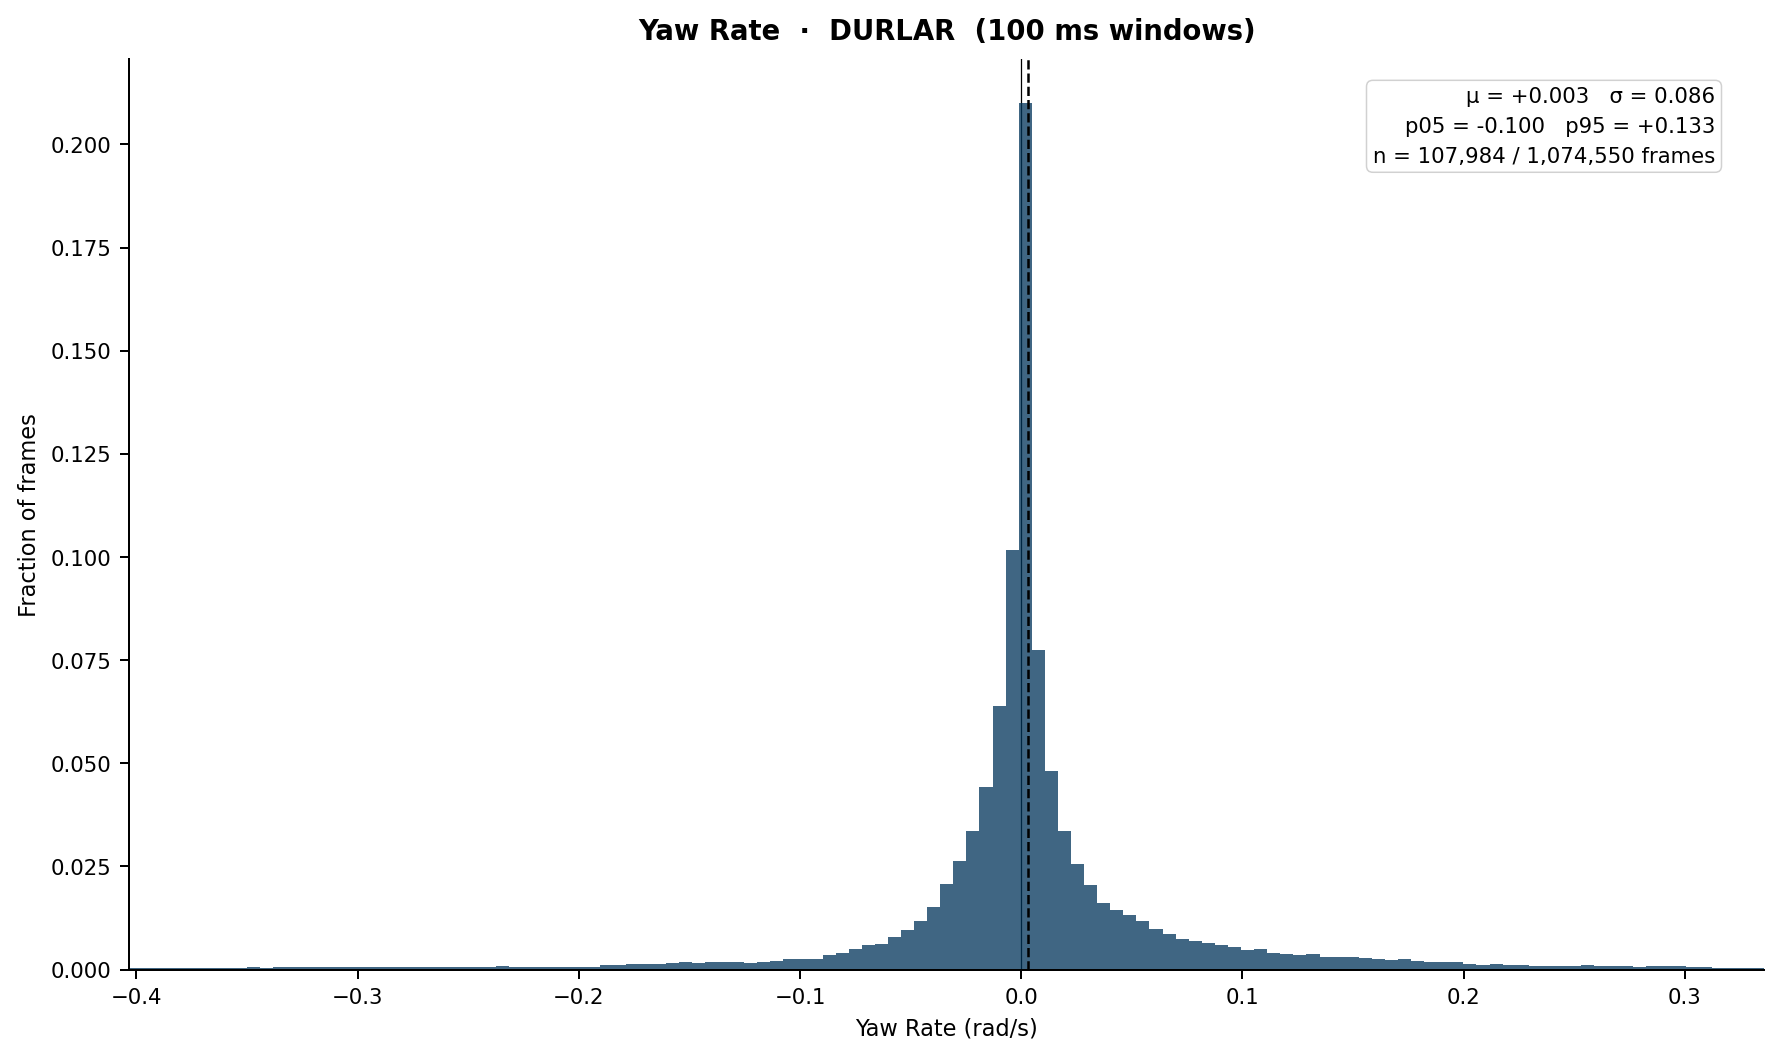 Yaw Rate · DURLAR (100 ms windows)
μ = +0.003 σ = 0.086
p05 = -0.100 p95 = +0.133
n = 107,984 / 1,074,550 frames
Fraction of frames
0.200
0.175
0.150
0.125
0.100
0.075
0.050
0.025
0.000
−0.4 −0.3 −0.2 −0.1 0.0 0.1 0.2 0.3
Yaw Rate (rad/s)